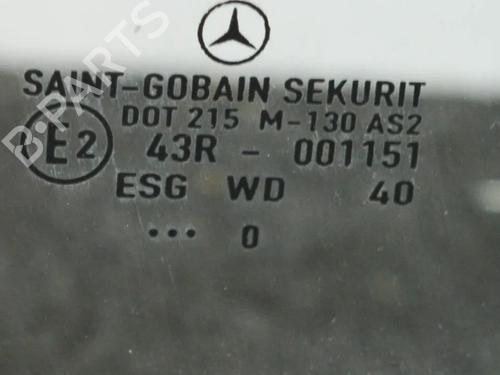 SAINT-GOBAIN SEKURIT
DOT 215 M-130 AS2
E2 43R - 001151
ESG WD 40
... 0
B-PARTS